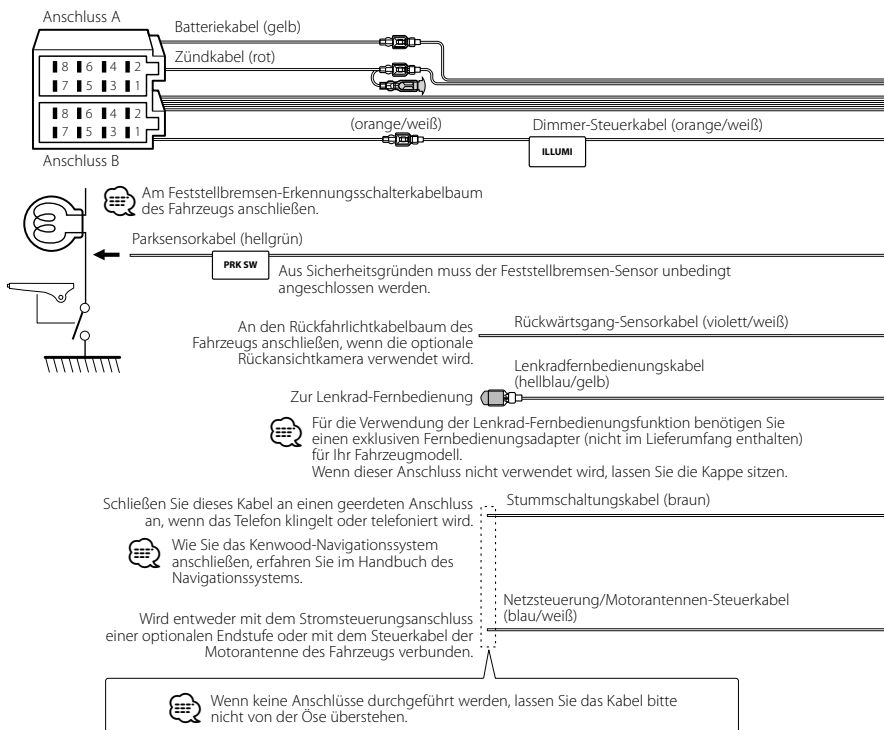 Anschluss A
Batteriekabel (gelb)
Zündkabel (rot)
8 6 4 2
7 5 3 1
8 6 4 2
7 5 3 1
Anschluss B
(orange/weiß)
Dimmer-Steuerkabel (orange/weiß)
ILLUMI
Am Feststellbremsen-Erkennungsschalterkabelbaum
des Fahrzeugs anschließen.
Parksensorkabel (hellgrün)
PRK SW
Aus Sicherheitsgründen muss der Feststellbremsen-Sensor unbedingt
angeschlossen werden.
An den Rückfahrlichtkabelbaum des
Fahrzeugs anschließen, wenn die optionale
Rückansichtkamera verwendet wird.
Rückwärtsgang-Sensorkabel (violett/weiß)
Lenkradfernbedienungskabel
(hellblau/gelb)
Zur Lenkrad-Fernbedienung
Für die Verwendung der Lenkrad-Fernbedienungsfunktion benötigen Sie
einen exklusiven Fernbedienungsadapter (nicht im Lieferumfang enthalten)
für Ihr Fahrzeugmodell.
Wenn dieser Anschluss nicht verwendet wird, lassen Sie die Kappe sitzen.
Schließen Sie dieses Kabel an einen geerdeten Anschluss
an, wenn das Telefon klingelt oder telefoniert wird.
Stummschaltungskabel (braun)
Wie Sie das Kenwood-Navigationssystem
anschließen, erfahren Sie im Handbuch des
Navigationssystems.
Netzsteuerung/Motorantennen-Steuerkabel
(blau/weiß)
Wird entweder mit dem Stromsteuerungsanschluss
einer optionalen Endstufe oder mit dem Steuerkabel der
Motorantenne des Fahrzeugs verbunden.
Wenn keine Anschlüsse durchgeführt werden, lassen Sie das Kabel bitte
nicht von der Öse überstehen.